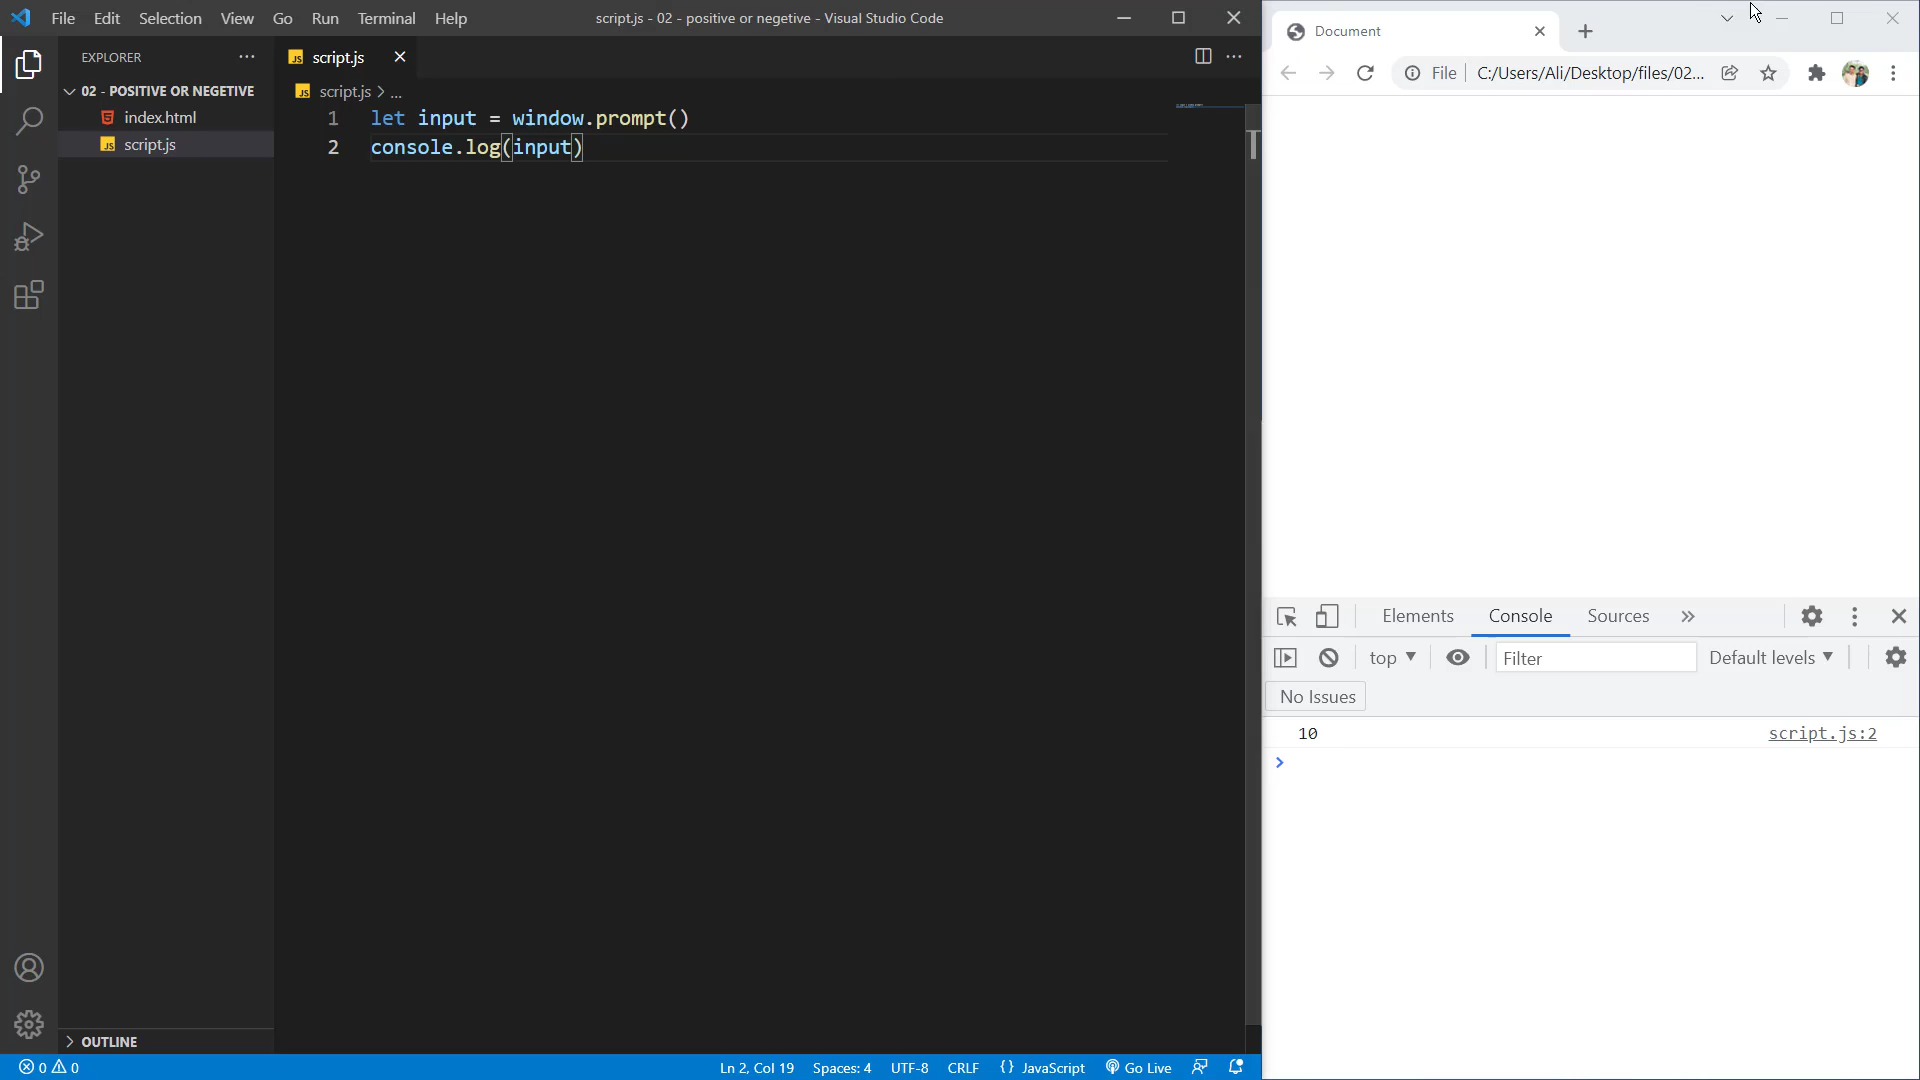 File Edit Selection View Go Run Terminal Help
script.js - 02 - positive or negetive - Visual Studio Code
EXPLORER
02 - POSITIVE OR NEGETIVE
index.html
script.js
OUTLINE
script.js
script.js > ...
1 let input = window.prompt()
2 console.log(input)
0 0
Ln 2, Col 19 Spaces: 4 UTF-8 CRLF {} JavaScript Go Live
Document
File C:/Users/Ali/Desktop/files/02...
Elements Console Sources
top Filter Default levels
No Issues
10 script.js:2